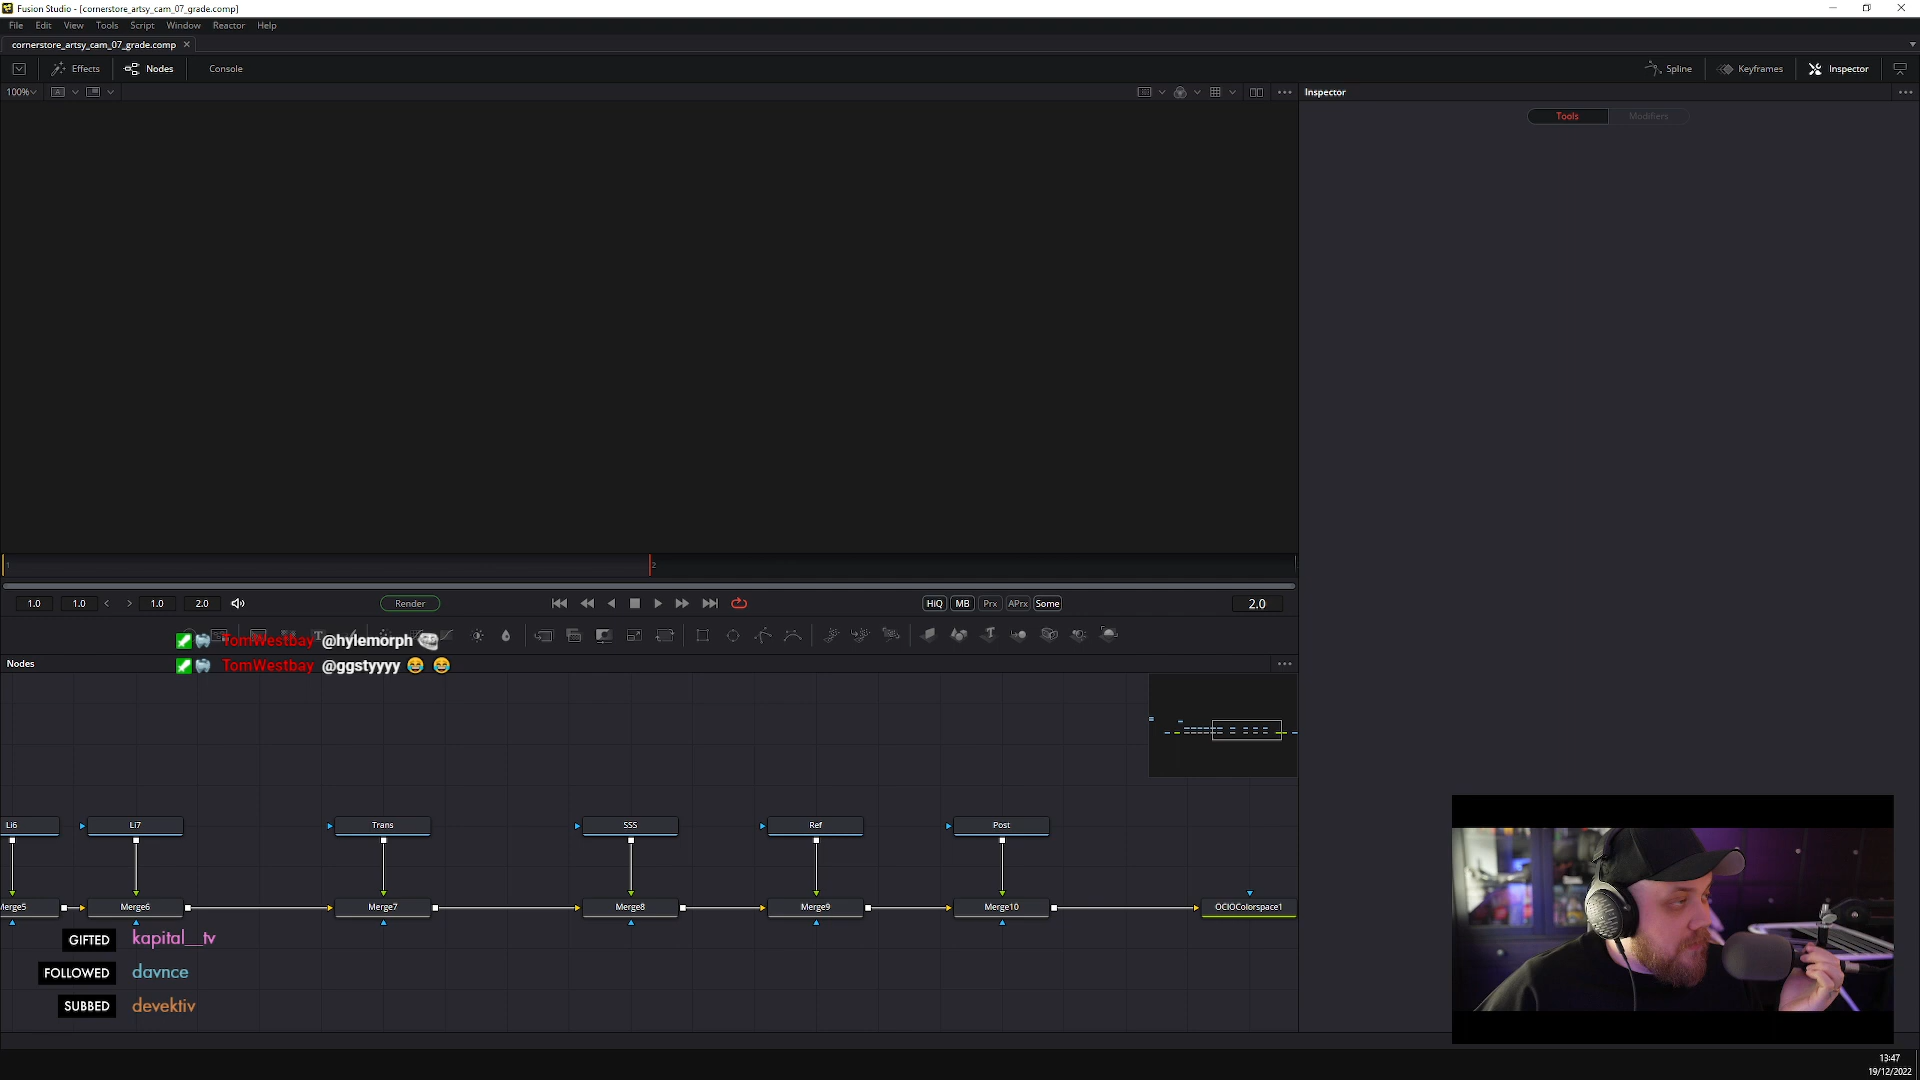 Fusion Studio - [cornerstore_artsy_cam_07_grade.comp]
File Edit View Tools Script Window Reactor Help
cornerstore_artsy_cam_07_grade.comp
Effects Nodes Console Spline Keyframes Inspector
100%
Inspector
Tools Modifiers
1 2
1.0 1.0 < > 1.0 2.0 Render HiQ MB Prx APrx Some 2.0
TomWestbay @hylemorph
TomWestbay @ggstyyyy 😂 😂
Nodes
Li6 Li7 Trans SSS Ref Post
Merge5 Merge6 Merge7 Merge8 Merge9 Merge10 OCIOColorspace1
GIFTED kapital__tv
FOLLOWED davnce
SUBBED devektiv
13:47
19/12/2022